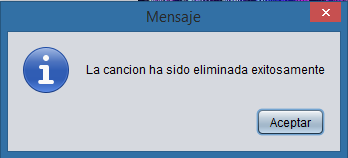 Mensaje
La cancion ha sido eliminada exitosamente
Aceptar